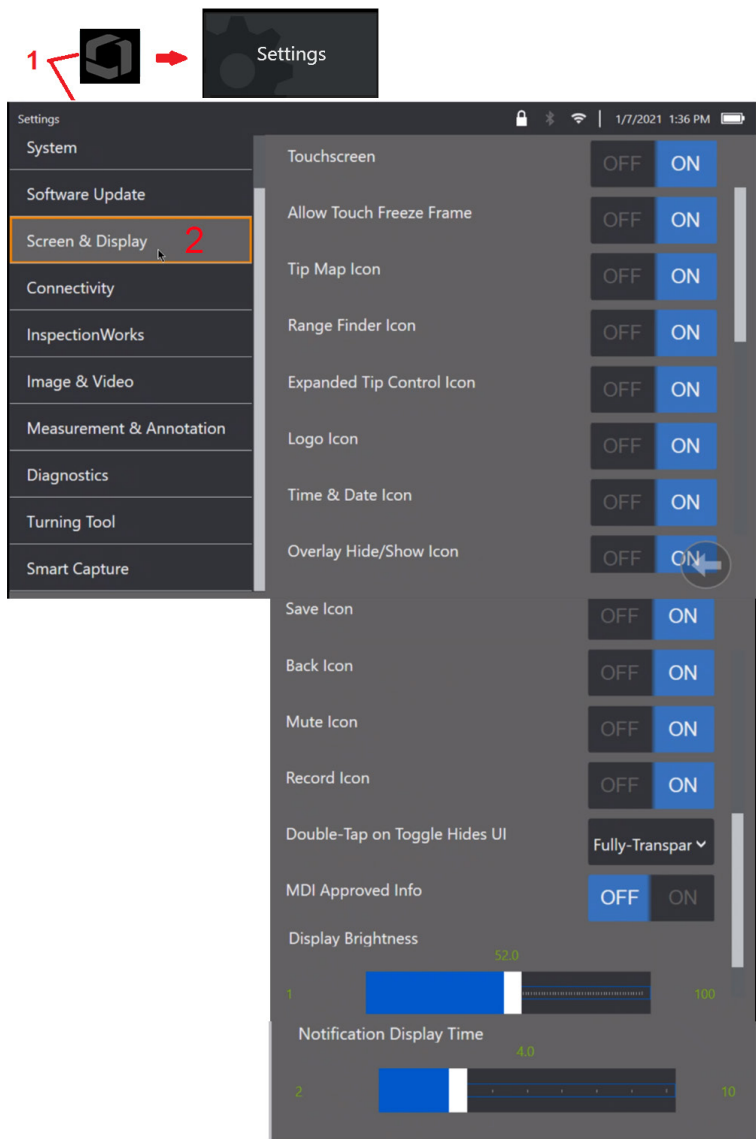 1
Settings
Settings
1/7/2021 1:36 PM
System
Software Update
Screen & Display
2
Connectivity
InspectionWorks
Image & Video
Measurement & Annotation
Diagnostics
Turning Tool
Smart Capture
Touchscreen OFF ON
Allow Touch Freeze Frame OFF ON
Tip Map Icon OFF ON
Range Finder Icon OFF ON
Expanded Tip Control Icon OFF ON
Logo Icon OFF ON
Time & Date Icon OFF ON
Overlay Hide/Show Icon OFF ON
Save Icon OFF ON
Back Icon OFF ON
Mute Icon OFF ON
Record Icon OFF ON
Double-Tap on Toggle Hides UI Fully-Transpar
MDI Approved Info OFF ON
Display Brightness
52.0
1 100
Notification Display Time
4.0
2 10